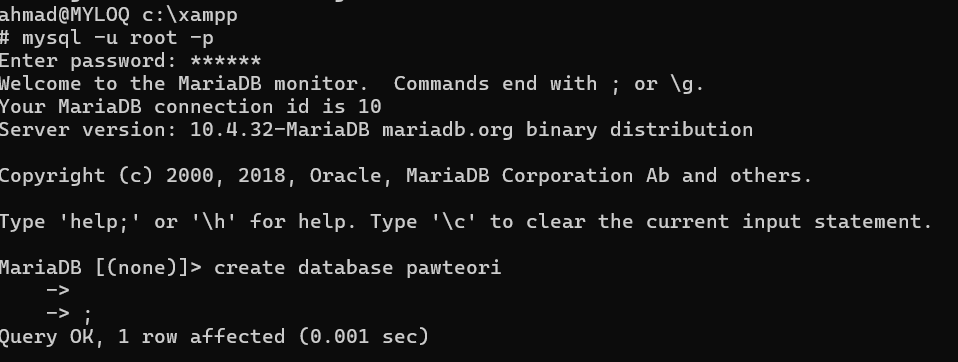 ahmad@MYLOQ c:\xampp
# mysql -u root -p
Enter password: ******
Welcome to the MariaDB monitor.  Commands end with ; or \g.
Your MariaDB connection id is 10
Server version: 10.4.32-MariaDB mariadb.org binary distribution

Copyright (c) 2000, 2018, Oracle, MariaDB Corporation Ab and others.

Type 'help;' or '\h' for help. Type '\c' to clear the current input statement.

MariaDB [(none)]> create database pawteori
    ->
    -> ;
Query OK, 1 row affected (0.001 sec)